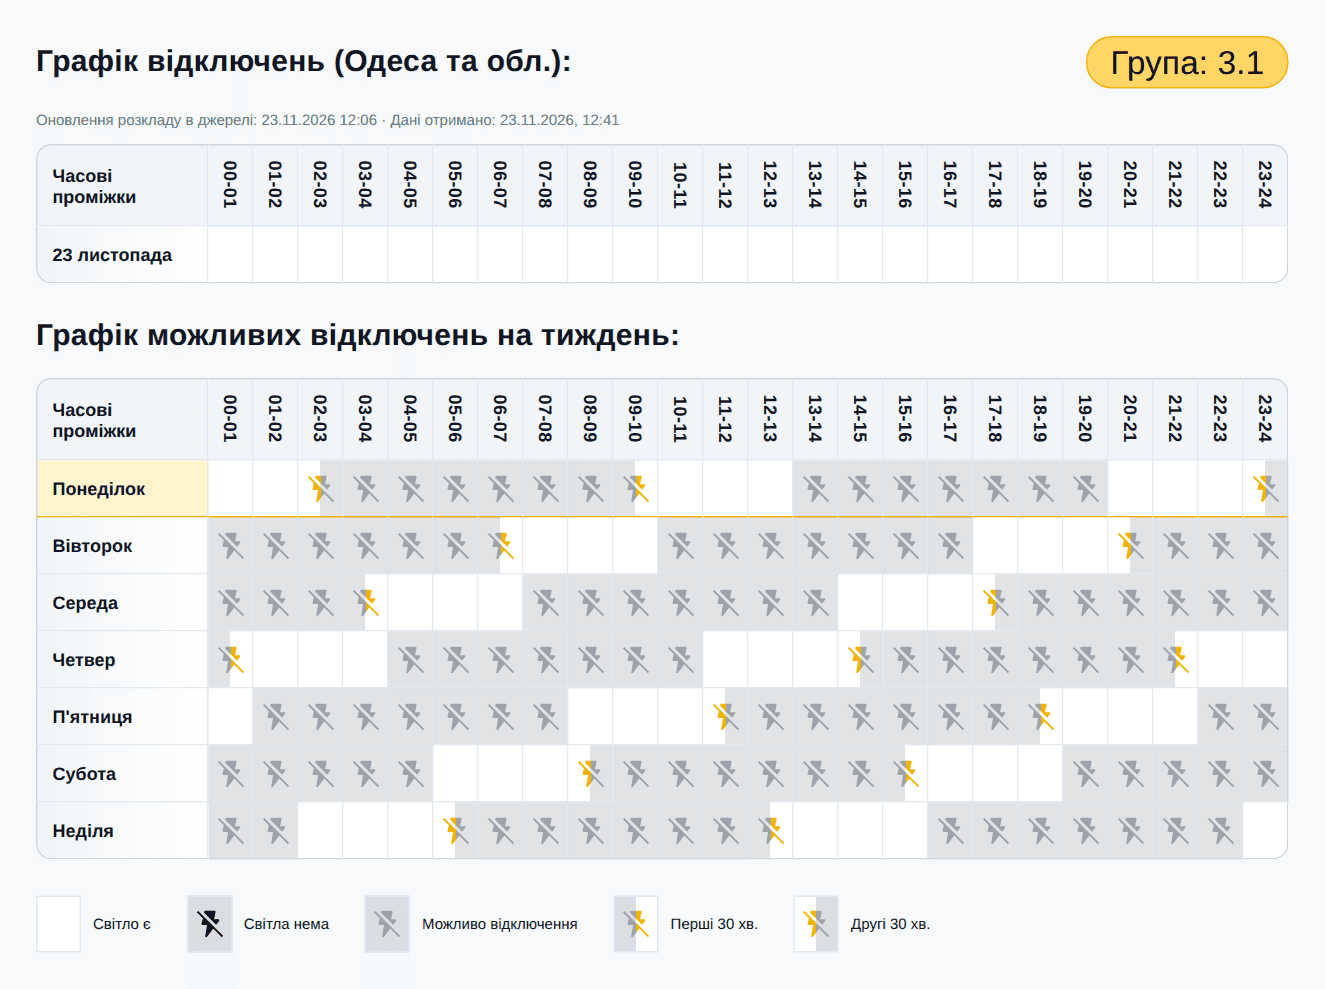 Графік відключень (Одеса та обл.):
Група: 3.1
Оновлення розкладу в джерелі: 23.11.2026 12:06 · Дані отримано: 23.11.2026, 12:41
Часові проміжки 00-01 01-02 02-03 03-04 04-05 05-06 06-07 07-08 08-09 09-10 10-11 11-12 12-13 13-14 14-15 15-16 16-17 17-18 18-19 19-20 20-21 21-22 22-23 23-24
23 листопада
Графік можливих відключень на тиждень:
Часові проміжки 00-01 01-02 02-03 03-04 04-05 05-06 06-07 07-08 08-09 09-10 10-11 11-12 12-13 13-14 14-15 15-16 16-17 17-18 18-19 19-20 20-21 21-22 22-23 23-24
Понеділок
Вівторок
Середа
Четвер
П'ятниця
Субота
Неділя
Світло є Світла нема Можливо відключення Перші 30 хв. Другі 30 хв.